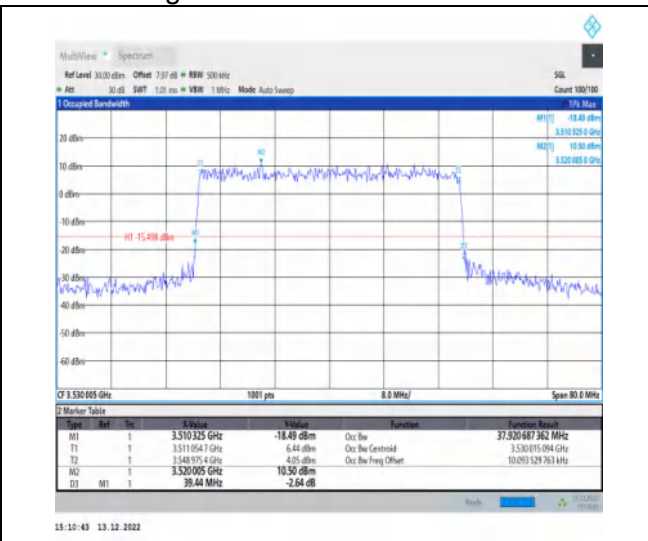 MultiView Spectrum
Ref Level 30.00 dBm Offset 7.97 dB RBW 500 kHz SGL
Att 30 dB SWT 1.01 ms VBW 1 MHz Mode Auto Sweep Count 100/100
1 Occupied Bandwidth 1Pk Max
M1[1] -18.49 dBm
3.510 325 0 GHz
M2[1] 10.50 dBm
3.520 005 0 GHz
20 dBm
M2
10 dBm
0 dBm
-10 dBm
H1 -15.498 dBm
M1
-20 dBm
-30 dBm
-40 dBm
-50 dBm
-60 dBm
CF 3.530 005 GHz 1001 pts 8.0 MHz/ Span 80.0 MHz
2 Marker Table
Type Ref Trc X-Value Y-Value Function Function Result
M1 1 3.510 325 GHz -18.49 dBm Occ Bw 37.920 687 362 MHz
T1 1 3.511 054 7 GHz 6.44 dBm Occ Bw Centroid 3.530 015 094 GHz
T2 1 3.548 975 4 GHz 4.05 dBm Occ Bw Freq Offset 10.093 529 763 kHz
M2 1 3.520 005 GHz 10.50 dBm
D3 M1 1 39.44 MHz -2.64 dB
Ready
15:10:43 13.12.2022